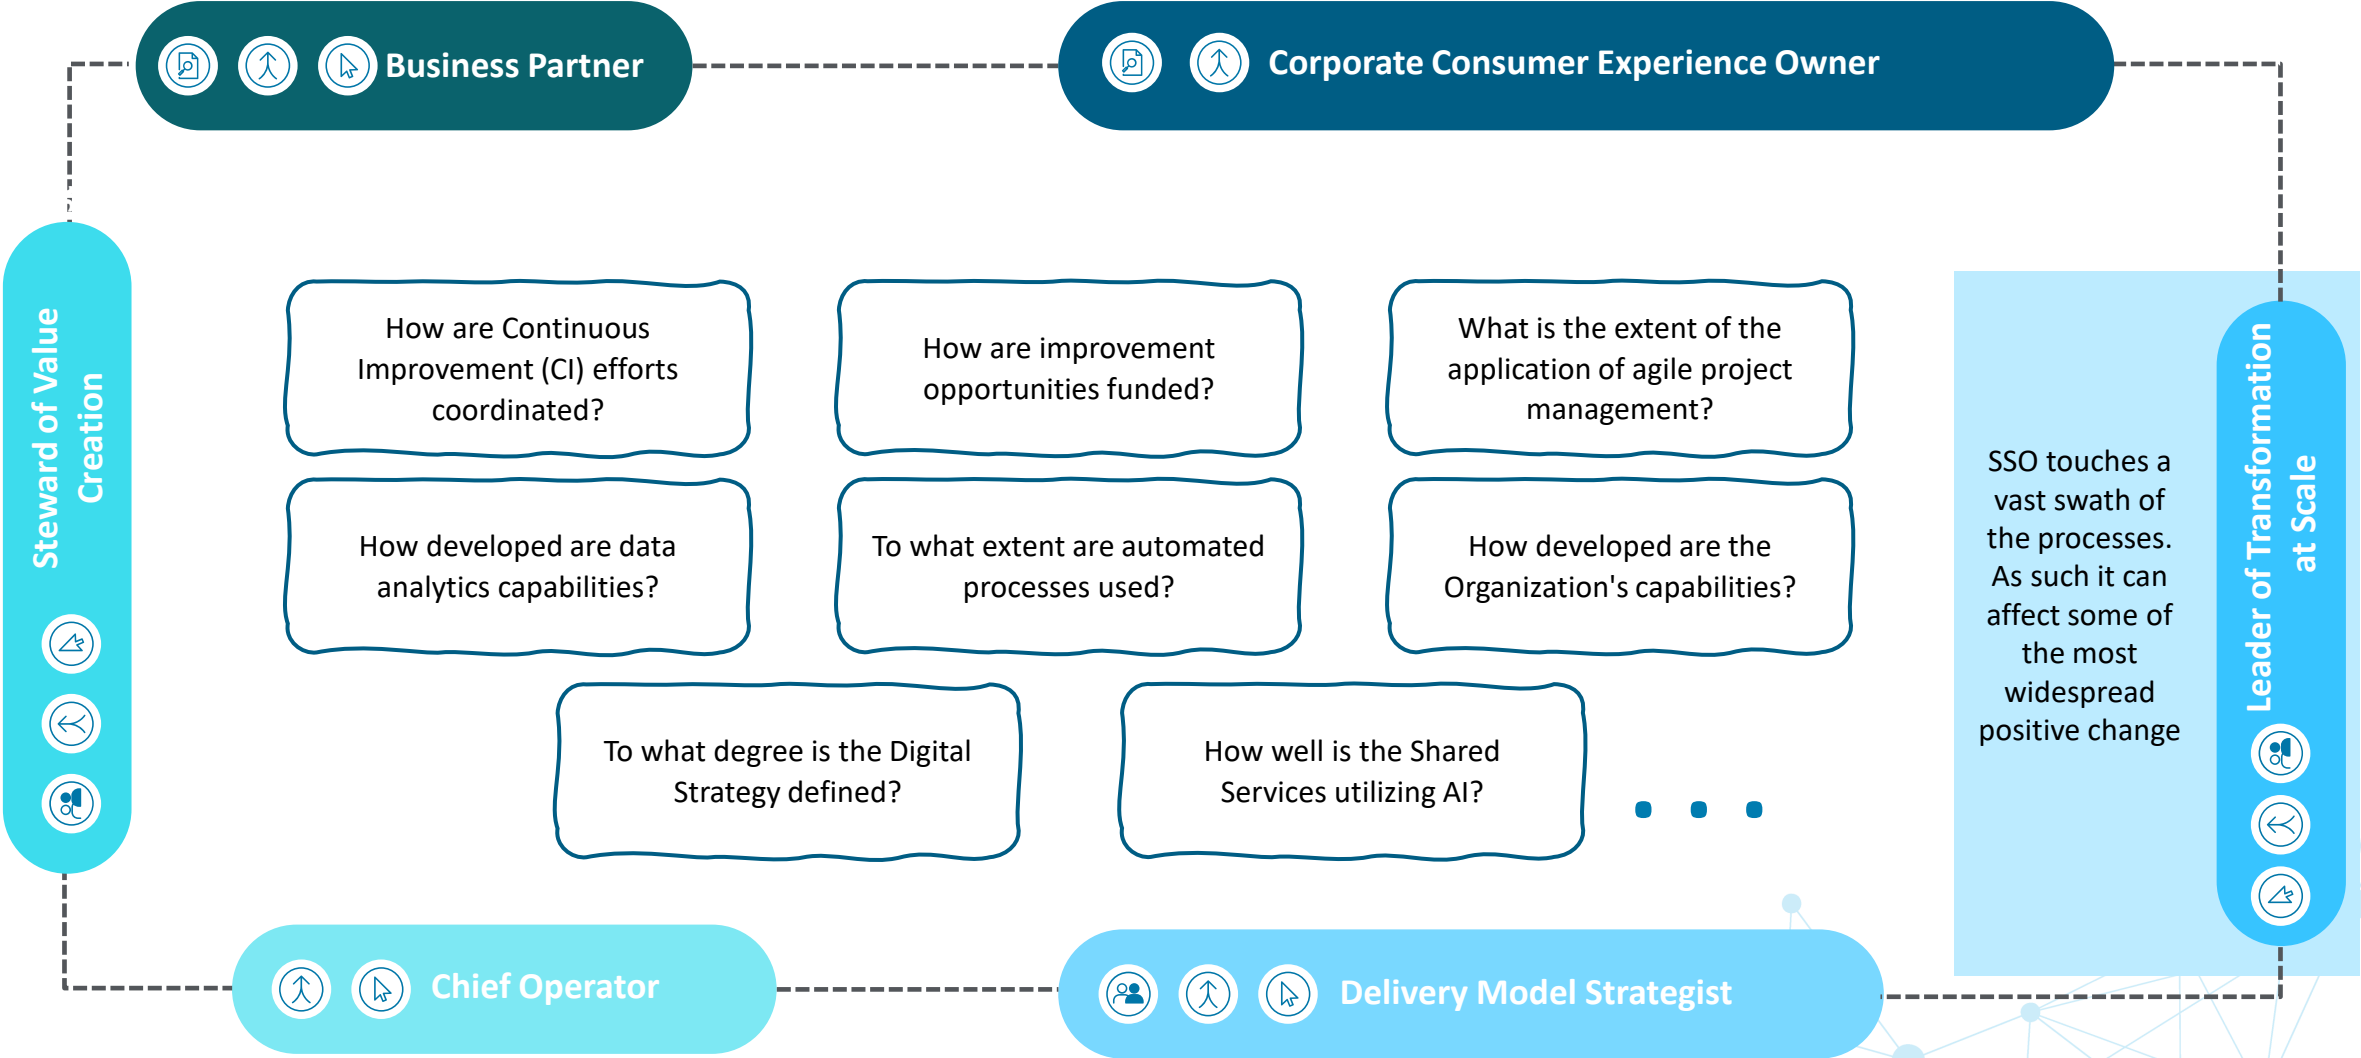 Business Partner
Corporate Consumer Experience Owner
Steward of Value
Creation
How are Continuous
Improvement (CI) efforts
coordinated?
How are improvement
opportunities funded?
What is the extent of the
application of agile project
management?
How developed are data
analytics capabilities?
To what extent are automated
processes used?
How developed are the
Organization's capabilities?
To what degree is the Digital
Strategy defined?
How well is the Shared
Services utilizing AI?
SSO touches a
vast swath of
the processes.
As such it can
affect some of
the most
widespread
positive change
Leader of Transformation
at Scale
Chief Operator
Delivery Model Strategist